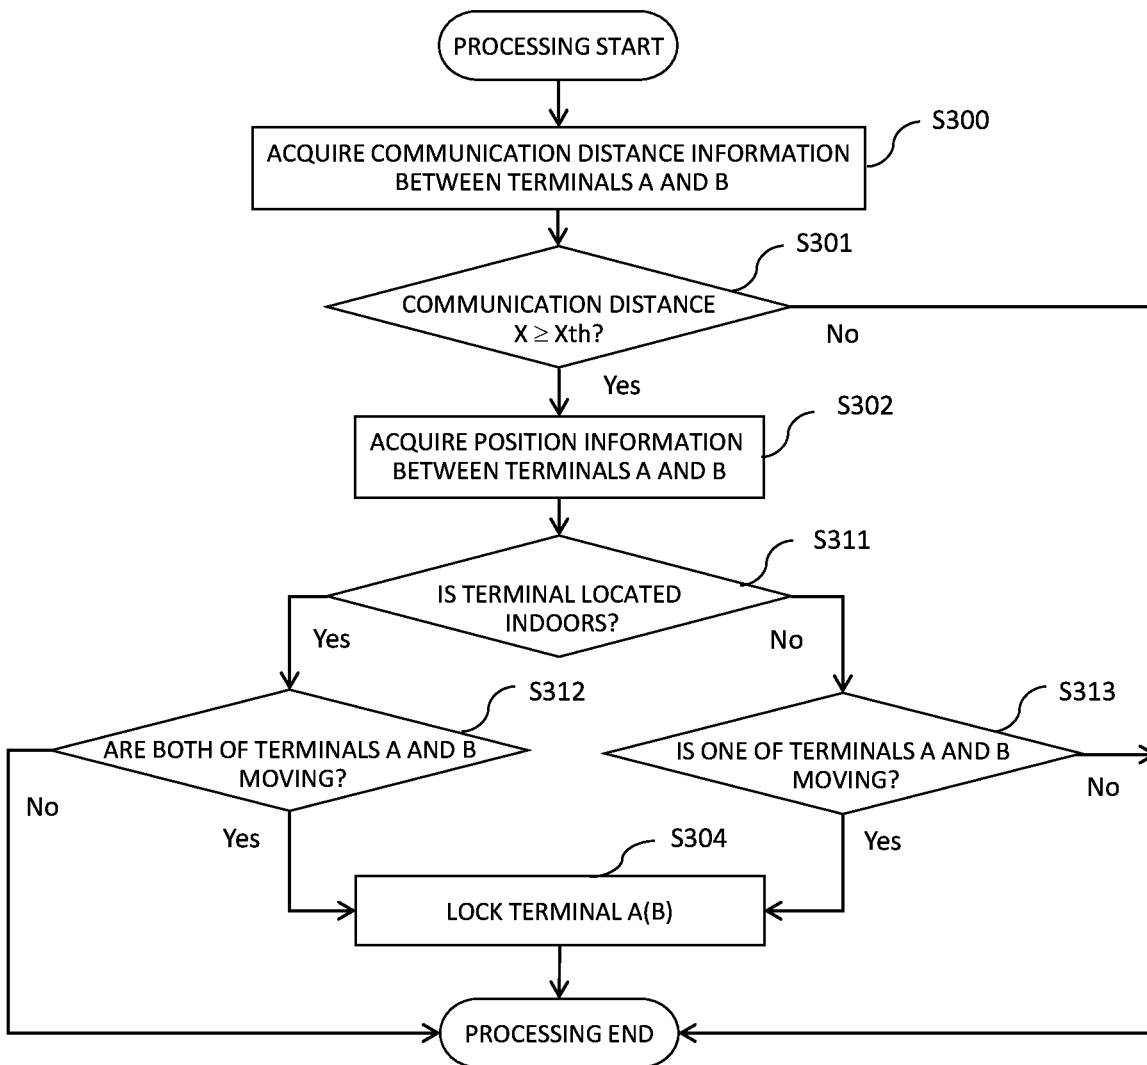 PROCESSING START
S300
ACQUIRE COMMUNICATION DISTANCE INFORMATION
BETWEEN TERMINALS A AND B
S301
COMMUNICATION DISTANCE
X ≥ Xth?
No
Yes
S302
ACQUIRE POSITION INFORMATION
BETWEEN TERMINALS A AND B
S311
IS TERMINAL LOCATED
INDOORS?
Yes
No
S312
S313
ARE BOTH OF TERMINALS A AND B
MOVING?
IS ONE OF TERMINALS A AND B
MOVING?
No
No
Yes
Yes
S304
LOCK TERMINAL A(B)
PROCESSING END